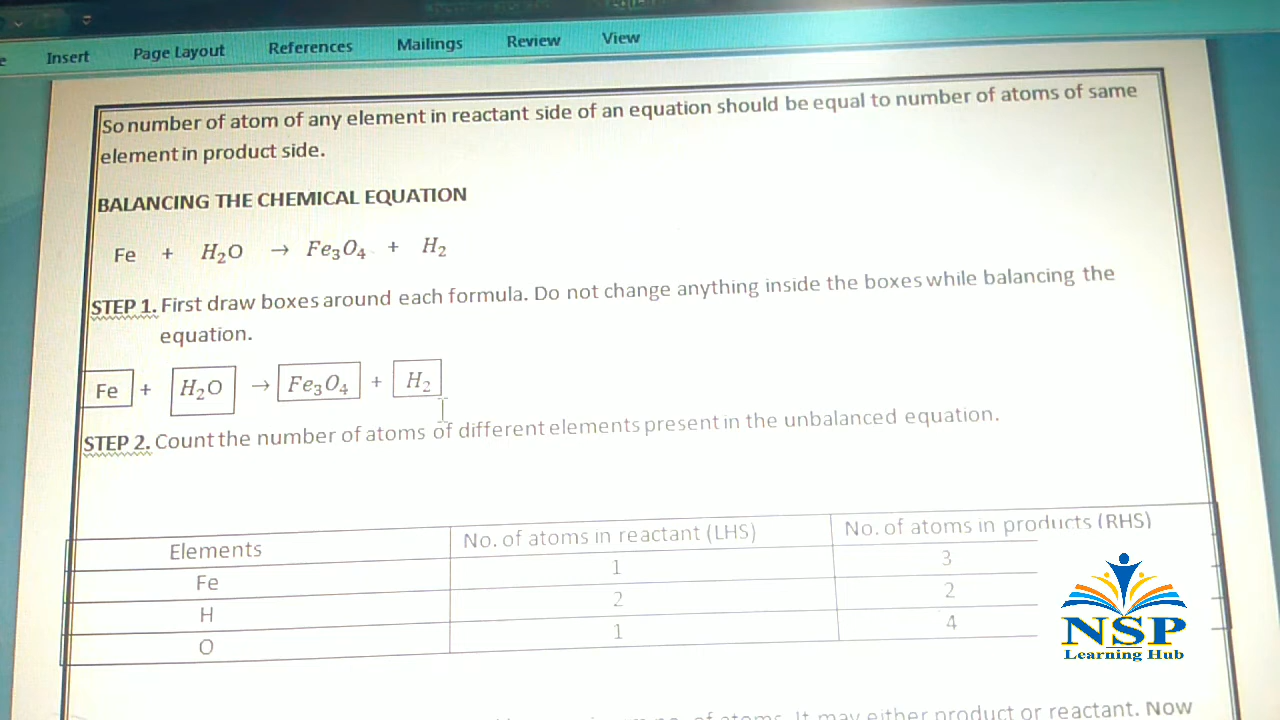 Insert Page Layout References Mailings Review View
So number of atom of any element in reactant side of an equation should be equal to number of atoms of same
element in product side.
BALANCING THE CHEMICAL EQUATION
Fe + H₂O → Fe₃O₄ + H₂
STEP 1. First draw boxes around each formula. Do not change anything inside the boxes while balancing the
equation.
Fe + H₂O → Fe₃O₄ + H₂
STEP 2. Count the number of atoms of different elements present in the unbalanced equation.
Elements No. of atoms in reactant (LHS) No. of atoms in products (RHS)
Fe 1 3
H 2 2
O 1 4
NSP
Learning Hub
of atoms. It may either product or reactant. Now